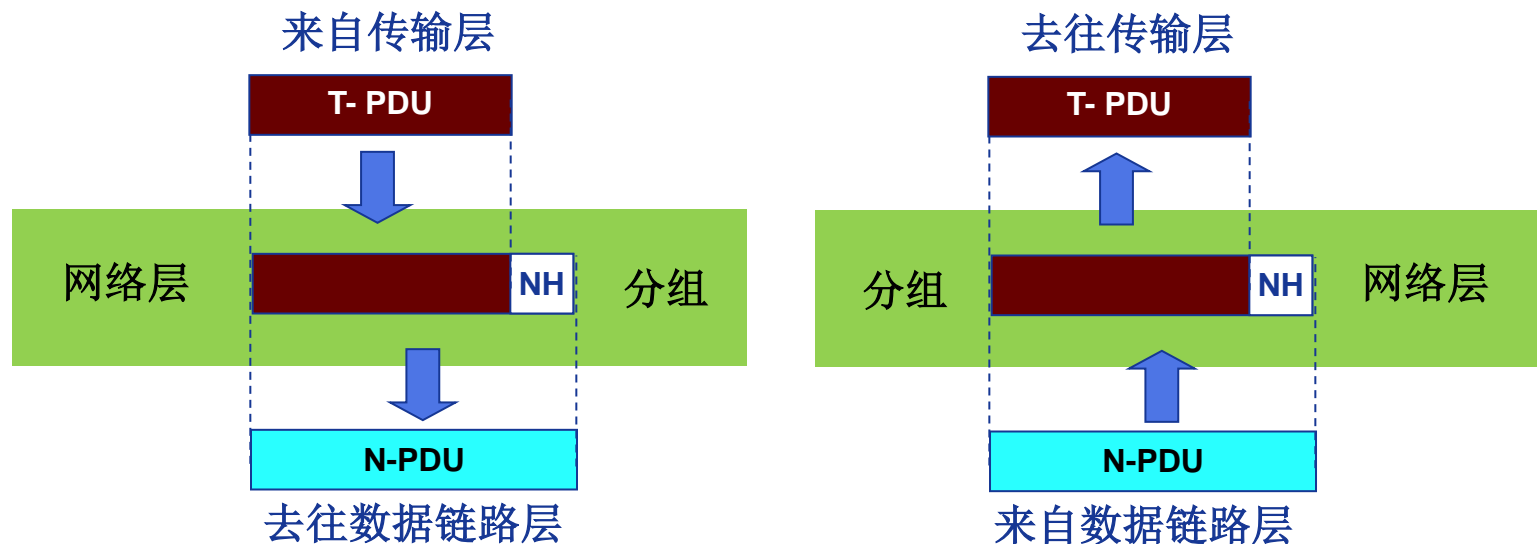 来自传输层
T- PDU
网络层
NH
分组
N-PDU
去往数据链路层
去往传输层
T- PDU
分组
NH
网络层
N-PDU
来自数据链路层